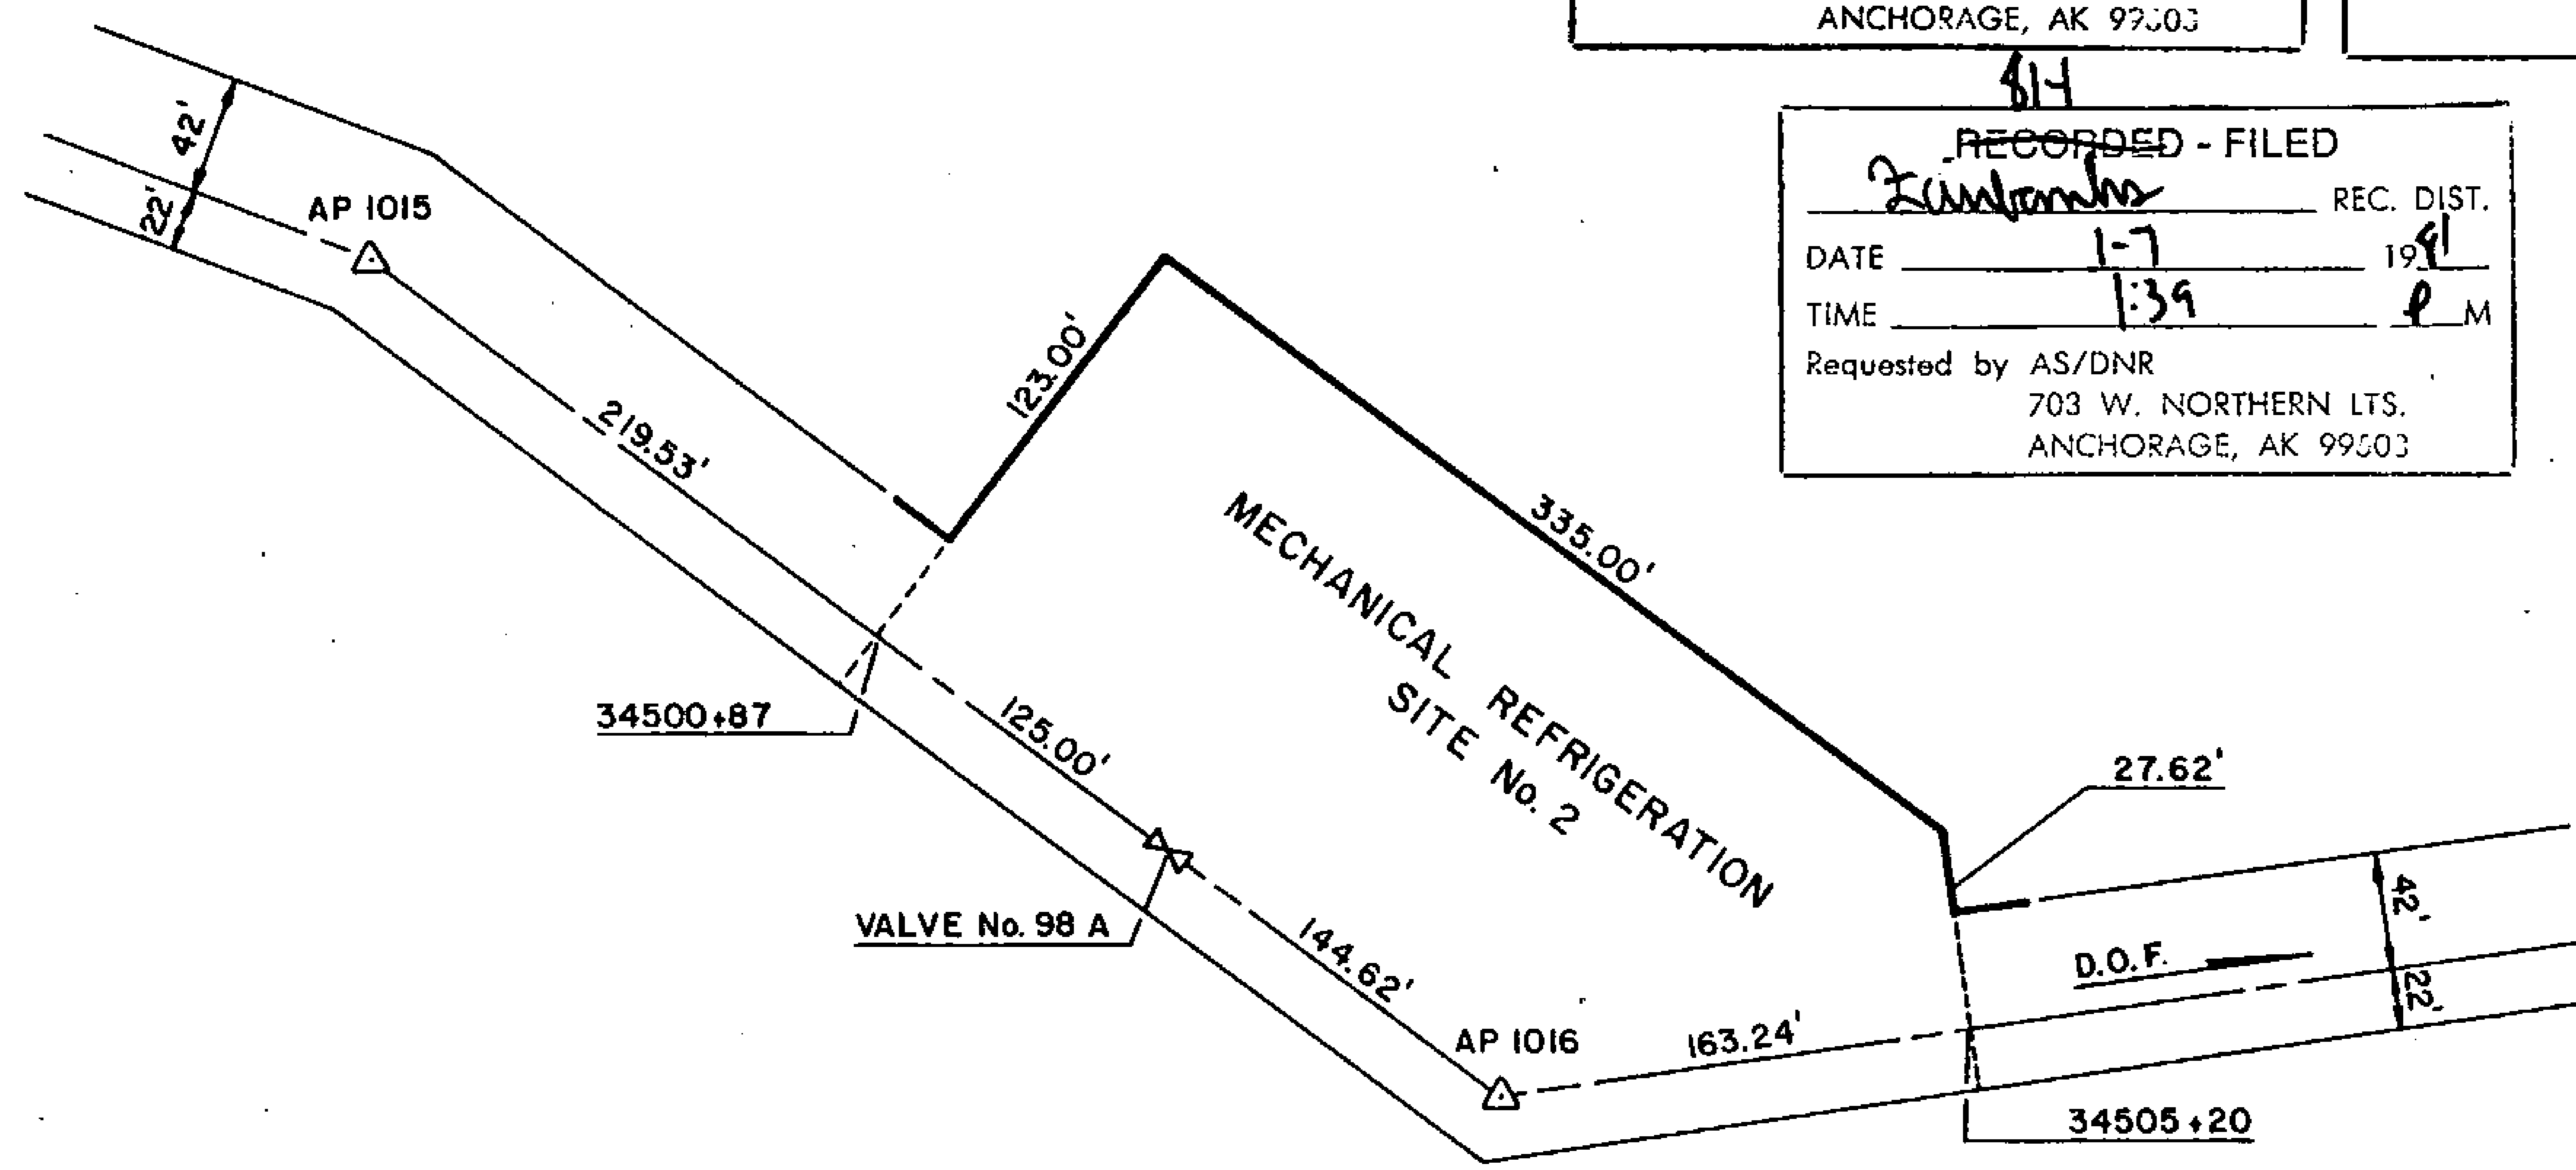 ANCHORAGE, AK 99503
814
RECORDED - FILED
Fairbanks REC. DIST.
DATE 1-7 1991
TIME 1:39 P M
Requested by AS/DNR
703 W. NORTHERN LTS.
ANCHORAGE, AK 99503
42'
22'
AP 1015
219.53'
123.00'
335.00'
MECHANICAL REFRIGERATION
SITE No. 2
34500+87
125.00'
VALVE No. 98 A
144.62'
AP 1016
163.24'
27.62'
D.O.F.
42'
22'
34505+20